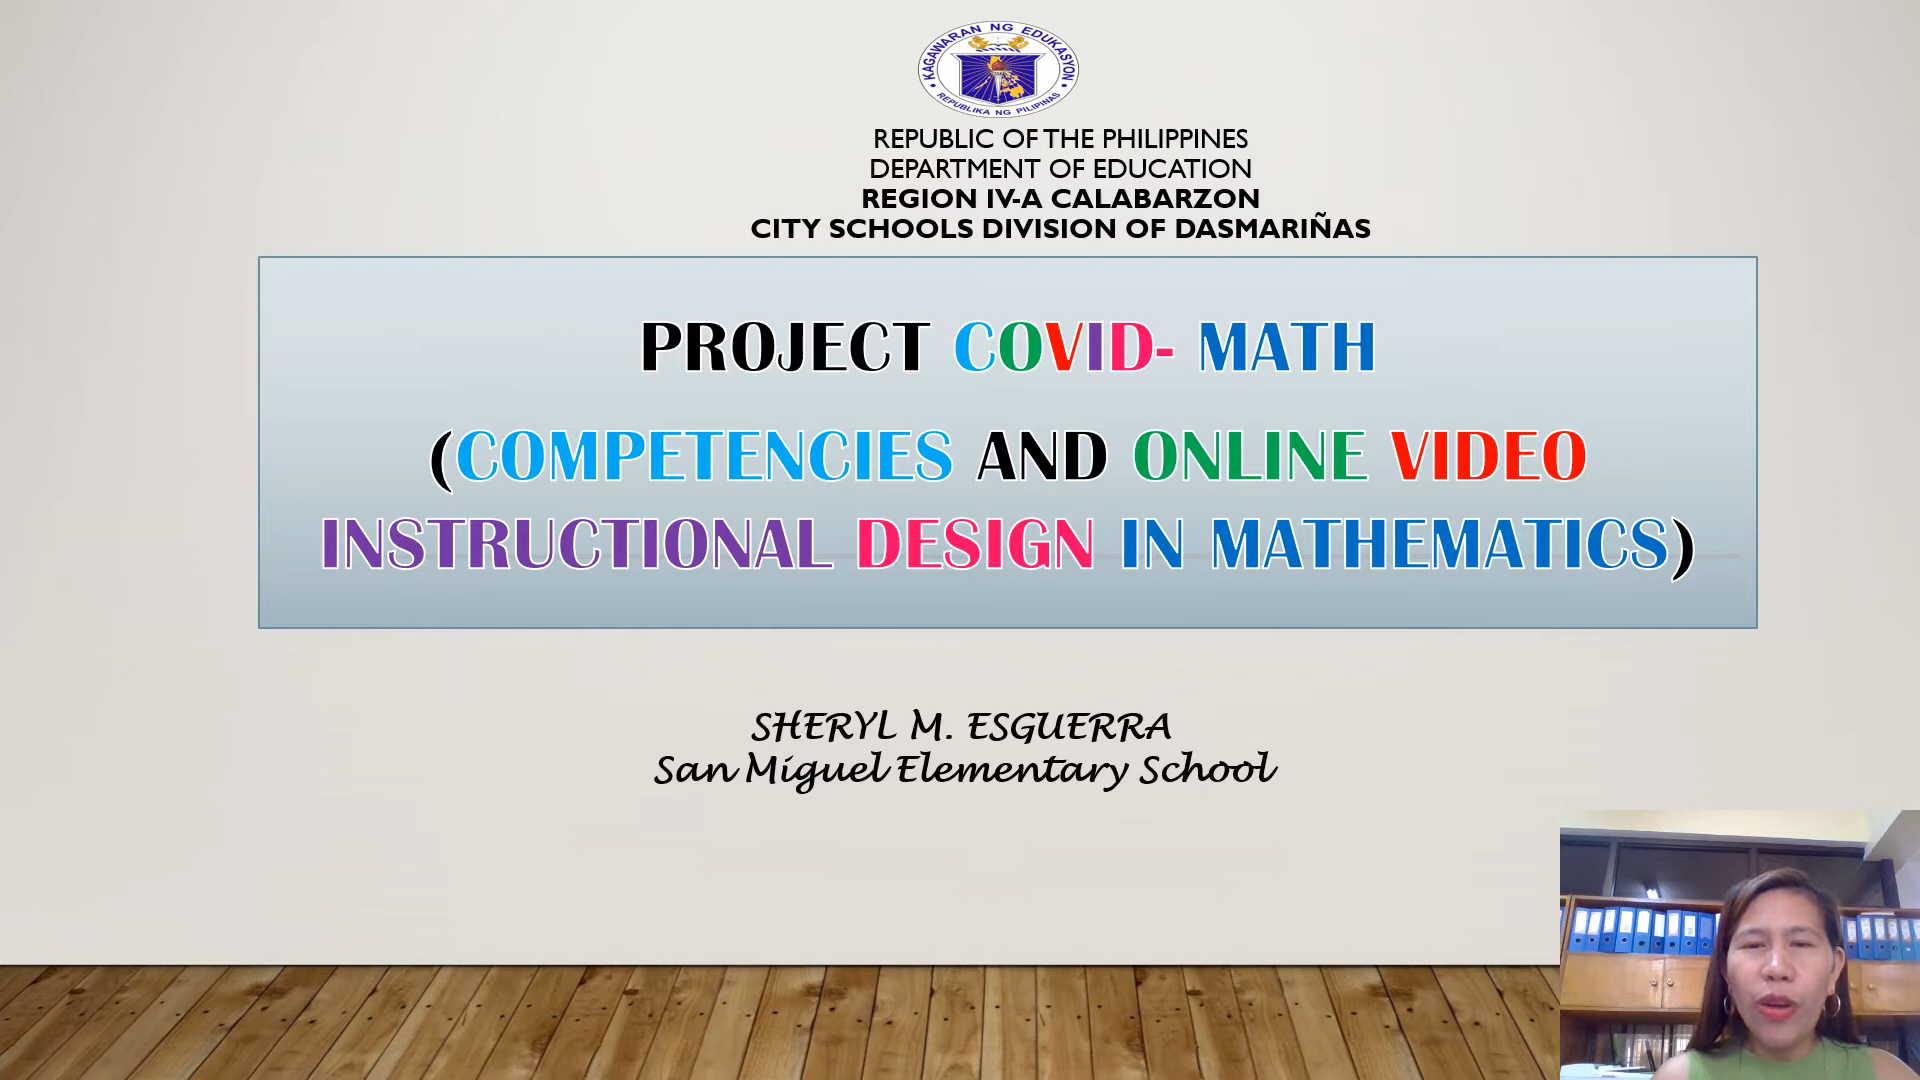 KAGAWARAN NG EDUKASYON
REPUBLIKA NG PILIPINAS
REPUBLIC OF THE PHILIPPINES
DEPARTMENT OF EDUCATION
REGION IV-A CALABARZON
CITY SCHOOLS DIVISION OF DASMARIÑAS
PROJECT COVID- MATH
(COMPETENCIES AND ONLINE VIDEO
INSTRUCTIONAL DESIGN IN MATHEMATICS)
SHERYL M. ESGUERRA
San Miguel Elementary School